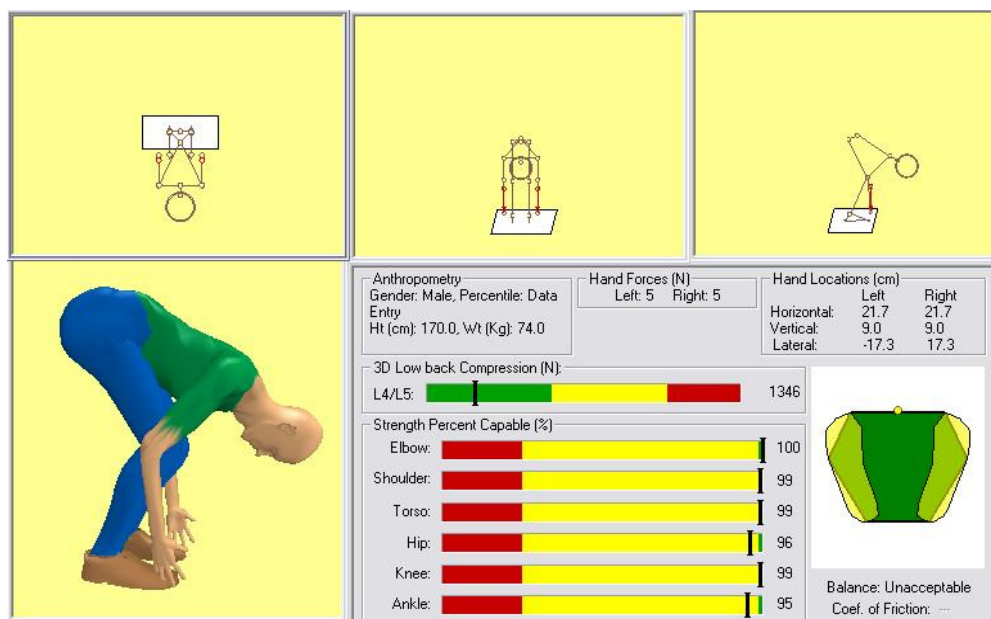 Anthropometry
Gender: Male, Percentile: Data
Entry
Ht (cm): 170.0, Wt (Kg): 74.0
Hand Forces (N)
Left: 5 Right: 5
Hand Locations (cm)
Left Right
Horizontal: 21.7 21.7
Vertical: 9.0 9.0
Lateral: -17.3 17.3
3D Low back Compression (N):
L4/L5: 1346
Strength Percent Capable (%)
Elbow: 100
Shoulder: 99
Torso: 99
Hip: 96
Knee: 99
Ankle: 95
Balance: Unacceptable
Coef. of Friction: ---